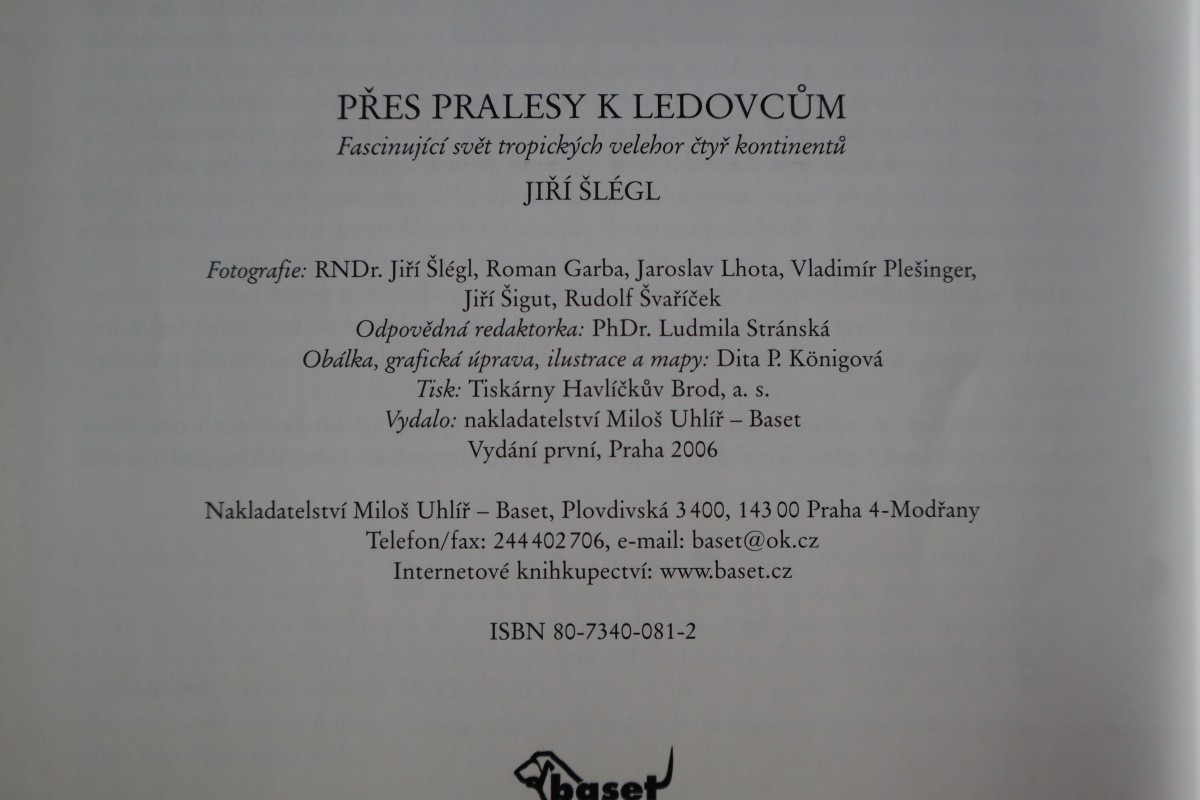 PŘES PRALESY K LEDOVCŮM
Fascinující svět tropických velehor čtyř kontinentů
JIŘÍ ŠLÉGL
Fotografie: RNDr. Jiří Šlégl, Roman Garba, Jaroslav Lhota, Vladimír Plešinger,
Jiří Šigut, Rudolf Švaříček
Odpovědná redaktorka: PhDr. Ludmila Stránská
Obálka, grafická úprava, ilustrace a mapy: Dita P. Königová
Tisk: Tiskárny Havlíčkův Brod, a. s.
Vydalo: nakladatelství Miloš Uhlíř – Baset
Vydání první, Praha 2006
Nakladatelství Miloš Uhlíř – Baset, Plovdivská 3 400, 143 00 Praha 4-Modřany
Telefon/fax: 244 402 706, e-mail: baset@ok.cz
Internetové knihkupectví: www.baset.cz
ISBN 80-7340-081-2
baset